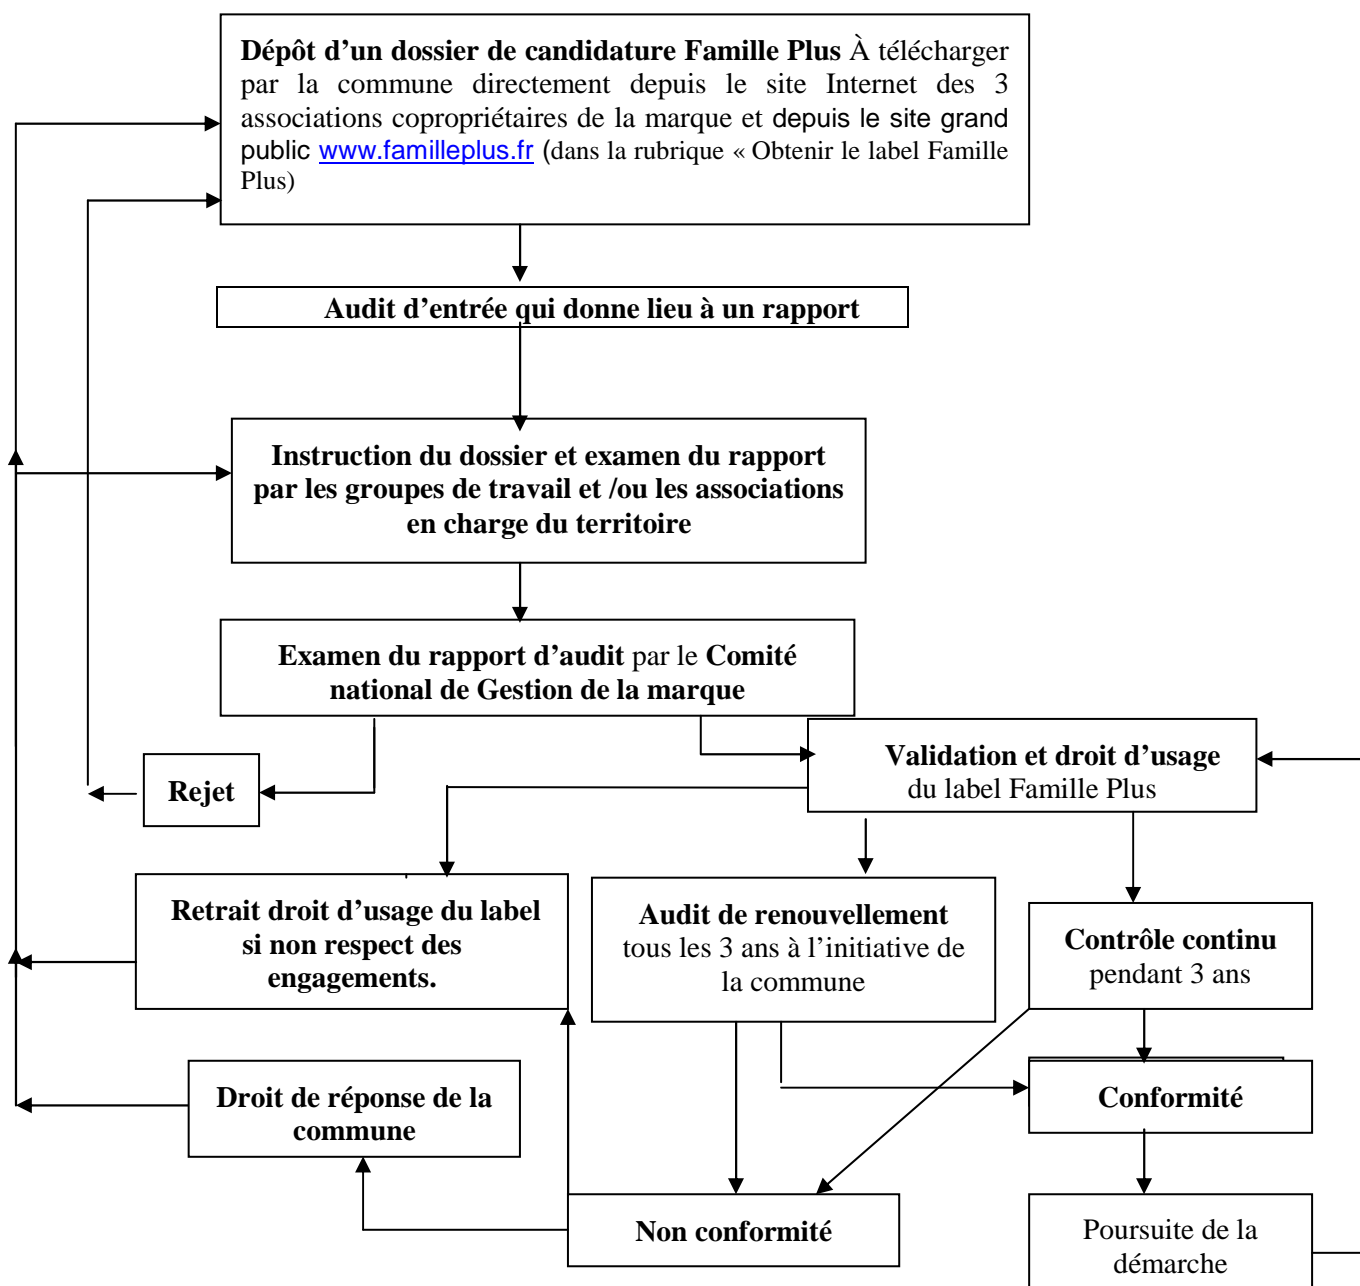 Dépôt d’un dossier de candidature Famille Plus À télécharger
par la commune directement depuis le site Internet des 3
associations copropriétaires de la marque et depuis le site grand
public www.familleplus.fr (dans la rubrique « Obtenir le label Famille
Plus)
Audit d’entrée qui donne lieu à un rapport
Instruction du dossier et examen du rapport
par les groupes de travail et /ou les associations
en charge du territoire
Examen du rapport d’audit par le Comité
national de Gestion de la marque
Rejet
Validation et droit d’usage
du label Famille Plus
Retrait droit d’usage du label
si non respect des
engagements.
Audit de renouvellement
tous les 3 ans à l’initiative de
la commune
Contrôle continu
pendant 3 ans
Droit de réponse de la
commune
Conformité
Non conformité
Poursuite de la
démarche